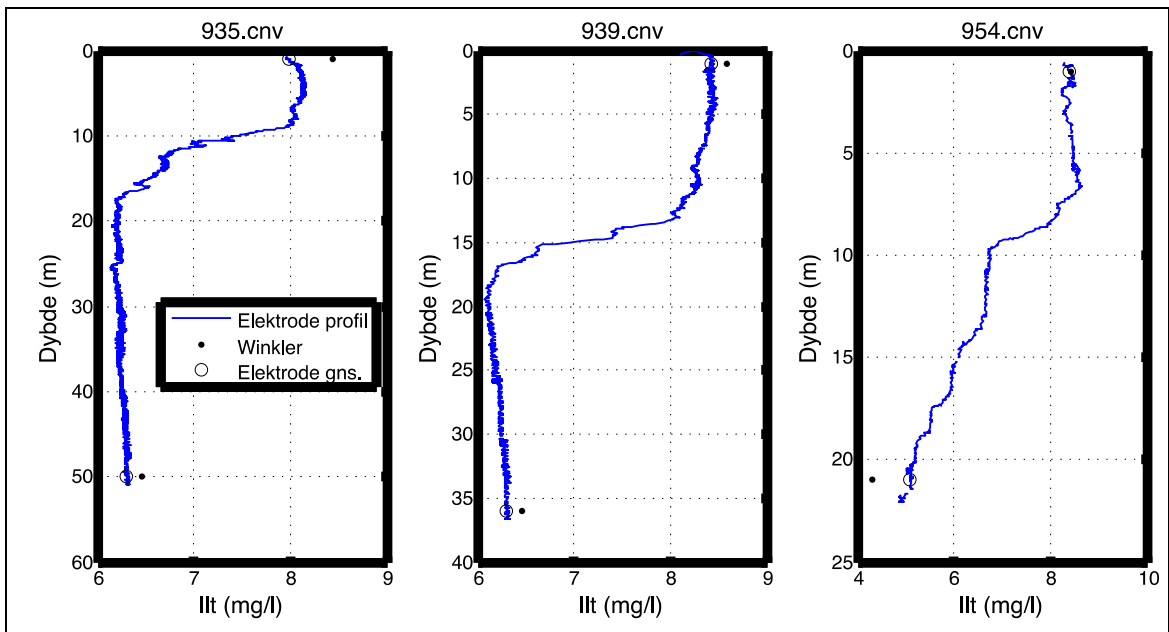 935.cnv
0
10
20
30
40
50
60
6
7
8
9
Dybde (m)
Ilt (mg/l)
Elektrode profil
Winkler
Elektrode gns.
939.cnv
0
5
10
15
20
25
30
35
40
6
7
8
9
Dybde (m)
Ilt (mg/l)
954.cnv
0
5
10
15
20
25
4
6
8
10
Dybde (m)
Ilt (mg/l)